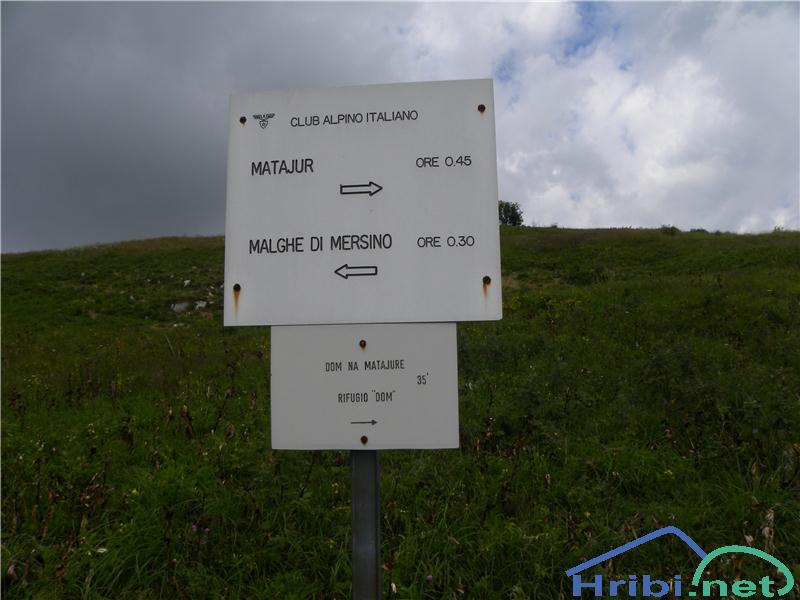 CLUB ALPINO ITALIANO
MATAJUR ORE 0.45
MALGHE DI MERSINO ORE 0.30
DOM NA MATAJURE
35'
RIFUGIO "DOM"
Hribi.net